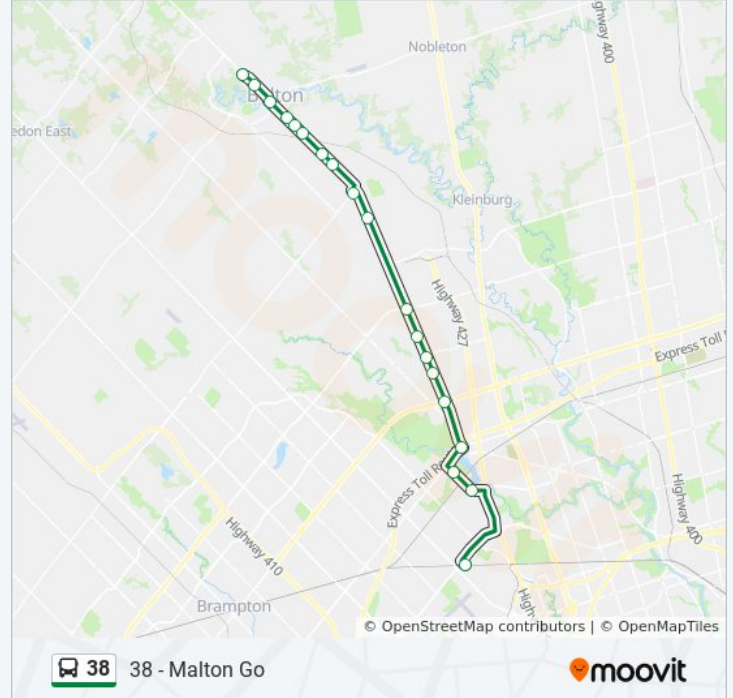 Nobleton
Highway 400
Bolton
edon East
Kleinburg
Highway 427
Express Toll
Express Toll R
Highway 410
Highway 400
High
Brampton
© OpenStreetMap contributors | © OpenMapTiles
38 38 - Malton Go moovit